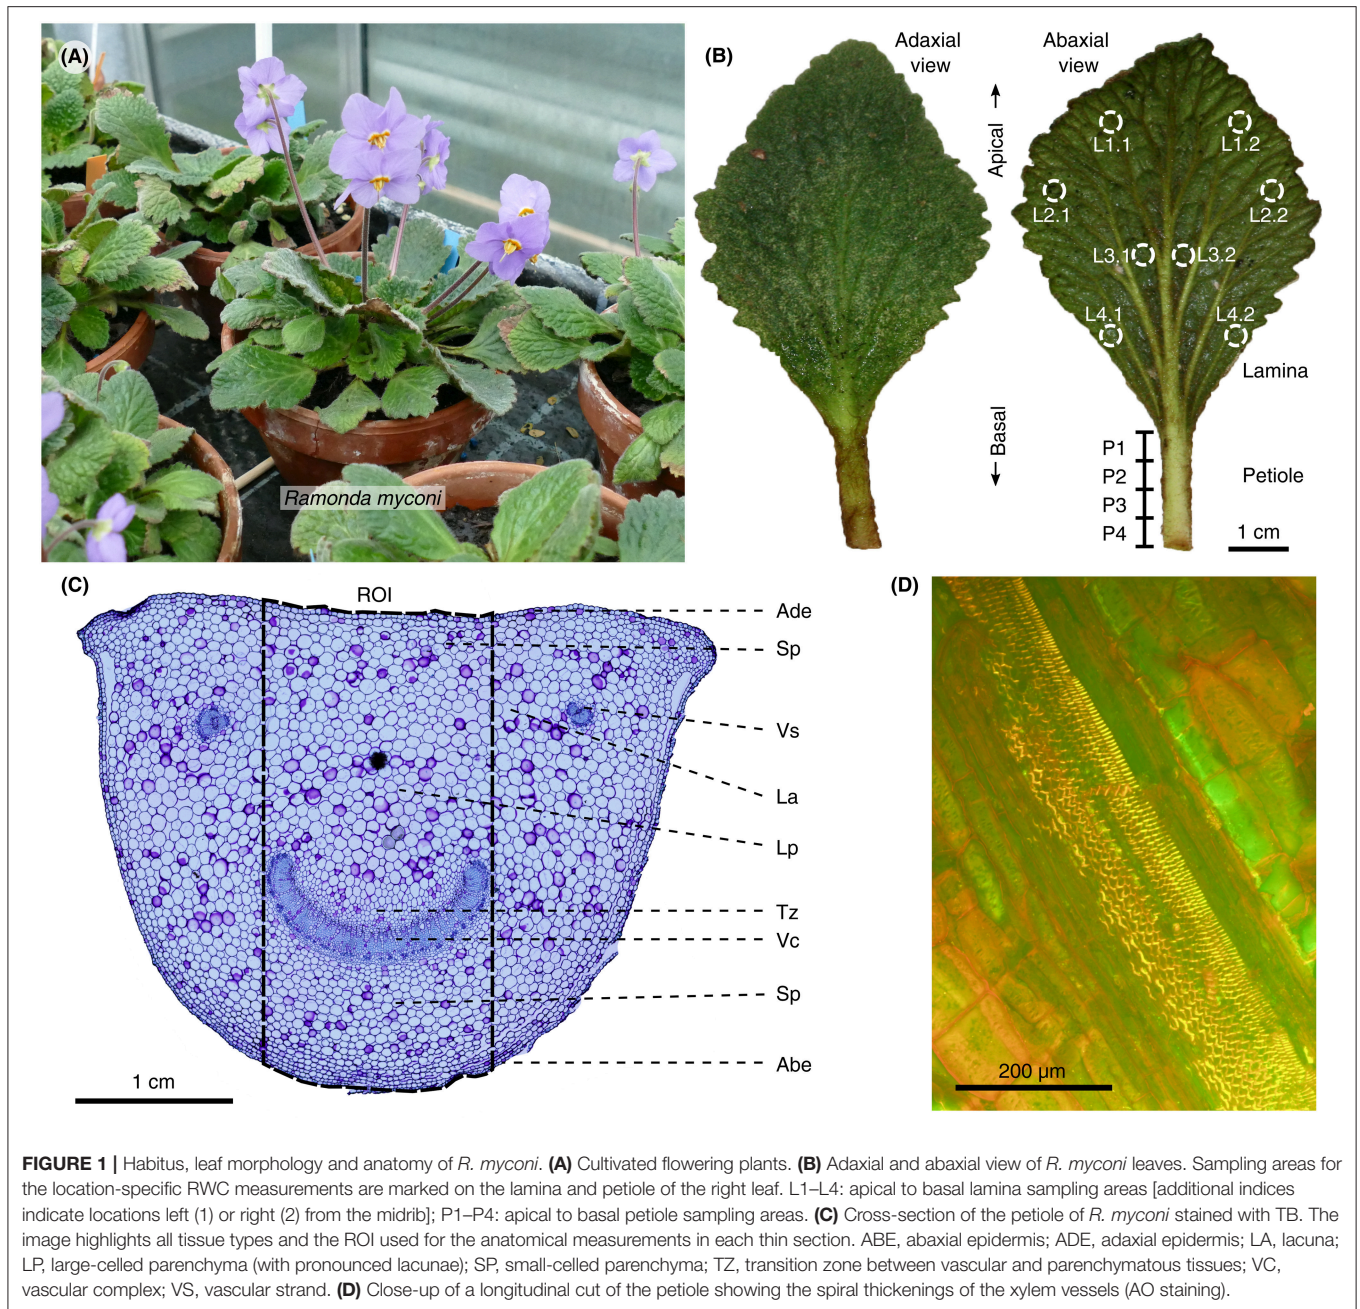 (A)
Ramonda myconi
(B)
Adaxial
view
Abaxial
view
Apical
Basal
L1.1
L1.2
L2.1
L2.2
L3.1
L3.2
L4.1
L4.2
Lamina
P1
P2
P3
P4
Petiole
1 cm
(C)
ROI
Ade
Sp
Vs
La
Lp
Tz
Vc
Sp
Abe
1 cm
(D)
200 µm
FIGURE 1 | Habitus, leaf morphology and anatomy of R. myconi. (A) Cultivated flowering plants. (B) Adaxial and abaxial view of R. myconi leaves. Sampling areas for
the location-specific RWC measurements are marked on the lamina and petiole of the right leaf. L1–L4: apical to basal lamina sampling areas [additional indices
indicate locations left (1) or right (2) from the midrib]; P1–P4: apical to basal petiole sampling areas. (C) Cross-section of the petiole of R. myconi stained with TB. The
image highlights all tissue types and the ROI used for the anatomical measurements in each thin section. ABE, abaxial epidermis; ADE, adaxial epidermis; LA, lacuna;
LP, large-celled parenchyma (with pronounced lacunae); SP, small-celled parenchyma; TZ, transition zone between vascular and parenchymatous tissues; VC,
vascular complex; VS, vascular strand. (D) Close-up of a longitudinal cut of the petiole showing the spiral thickenings of the xylem vessels (AO staining).